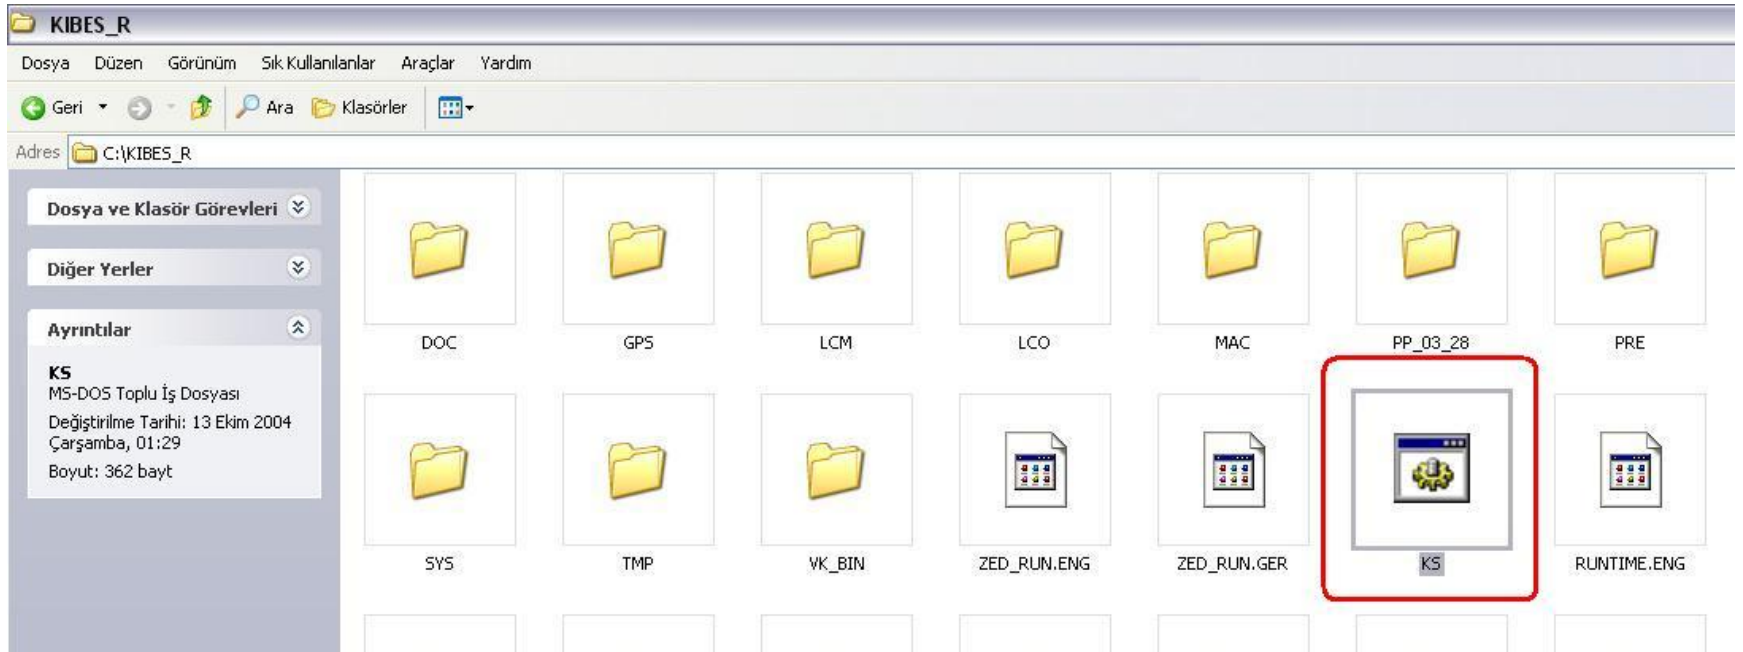 KIBES_R
Dosya Düzen Görünüm Sık Kullanılanlar Araçlar Yardım
Geri Ara Klasörler
Adres C:\KIBES_R
Dosya ve Klasör Görevleri
Diğer Yerler
Ayrıntılar
KS
MS-DOS Toplu İş Dosyası
Değiştirilme Tarihi: 13 Ekim 2004
Çarşamba, 01:29
Boyut: 362 bayt
DOC GPS LCM LCO MAC PP_03_28 PRE
SYS TMP VK_BIN ZED_RUN.ENG ZED_RUN.GER KS RUNTIME.ENG